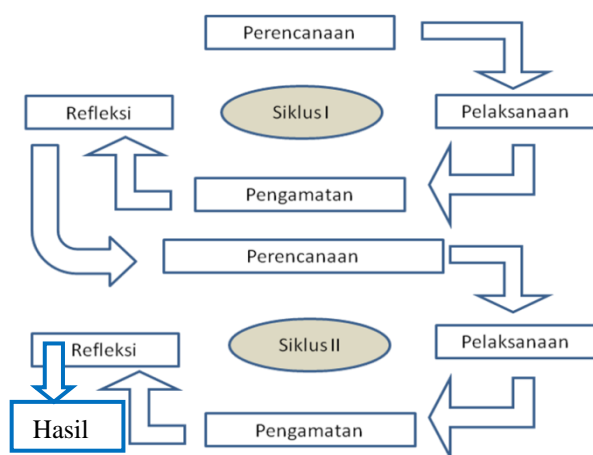 Perencanaan
Refleksi
Siklus I
Pelaksanaan
Pengamatan
Perencanaan
Refleksi
Siklus II
Pelaksanaan
Hasil
Pengamatan